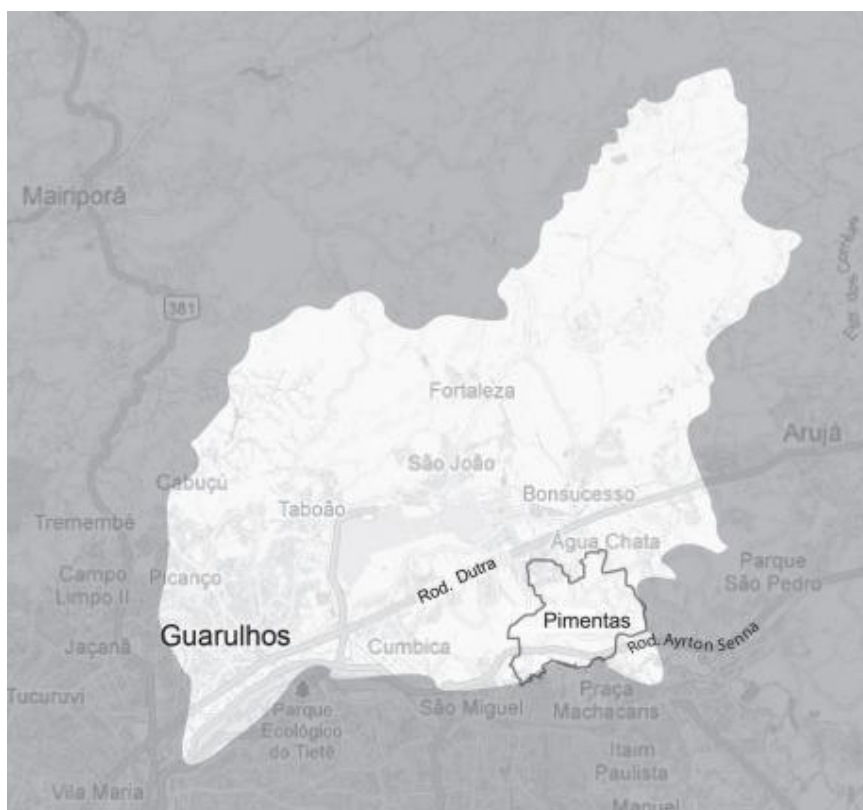 Mairiporã
381
Fortaleza
Arujá
São João
Cabuçú
Bonsucesso
Taboão
Tremembé
Água Chata
Campo
Limpo II
Picanço
Rod. Dutra
Parque
São Pedro
Pimentas
Guarulhos
Cumbica
Rod. Ayrton Senna
Jaçanã
Tucuruvi
Parque
Ecológico
do Tietê
São Miguel
Praça
Machacaris
Itaim
Paulista
Vila Maria
Manuel